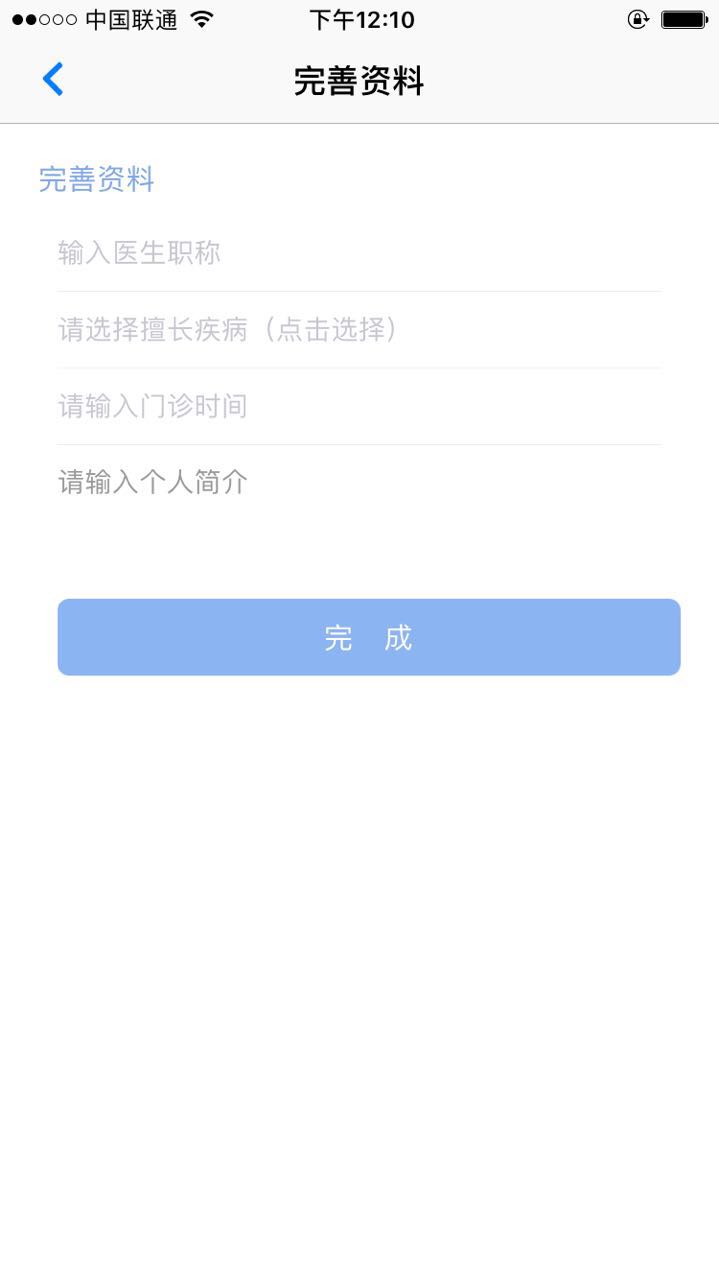 中国联通 下午12:10
完善资料
完善资料
输入医生职称
请选择擅长疾病（点击选择）
请输入门诊时间
请输入个人简介
完 成